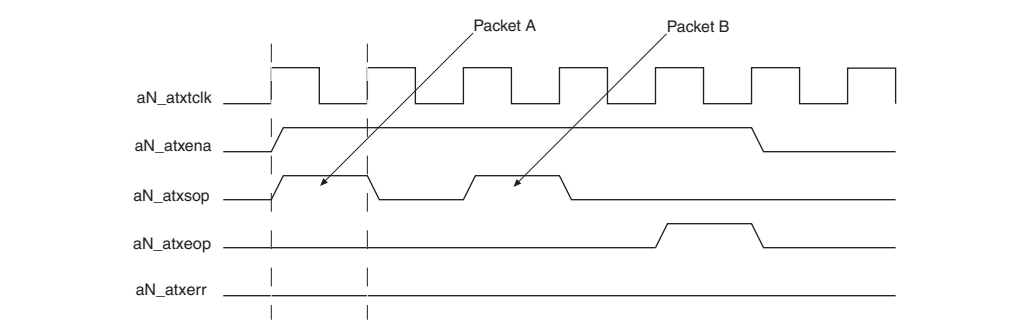 Packet A
Packet B
aN_atxtclk
aN_atxena
aN_atxsop
aN_atxeop
aN_atxerr